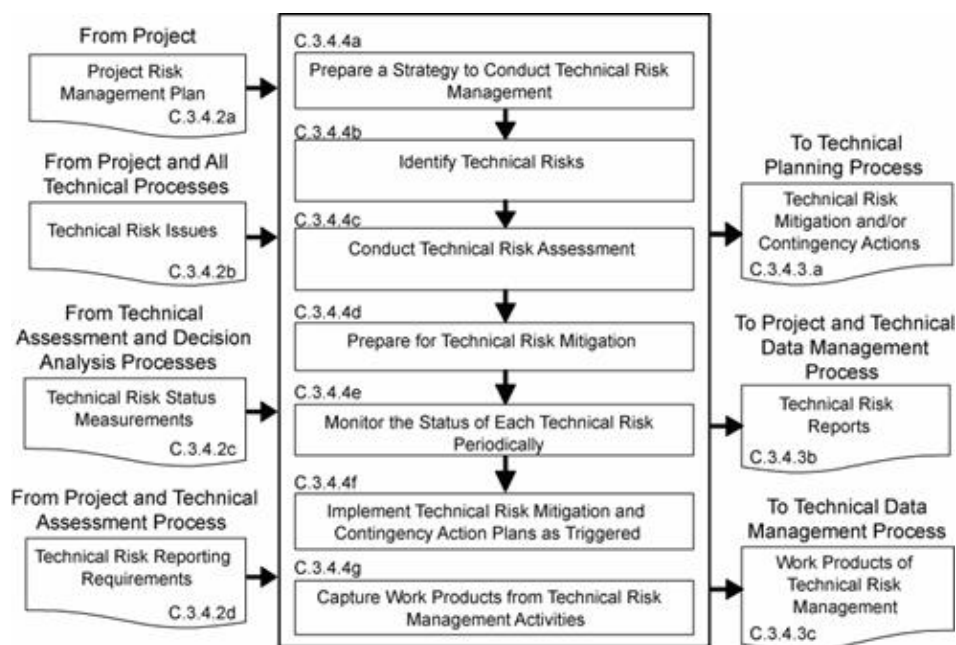 From Project
Project Risk
Management Plan
C.3.4.2a
From Project and All
Technical Processes
Technical Risk Issues
C.3.4.2b
From Technical
Assessment and Decision
Analysis Processes
Technical Risk Status
Measurements
C.3.4.2c
From Project and Technical
Assessment Process
Technical Risk Reporting
Requirements
C.3.4.2d
C.3.4.4a
Prepare a Strategy to Conduct Technical Risk
Management
C.3.4.4b
Identify Technical Risks
C.3.4.4c
Conduct Technical Risk Assessment
C.3.4.4d
Prepare for Technical Risk Mitigation
C.3.4.4e
Monitor the Status of Each Technical Risk
Periodically
C.3.4.4f
Implement Technical Risk Mitigation and
Contingency Action Plans as Triggered
C.3.4.4g
Capture Work Products from Technical Risk
Management Activities
To Technical
Planning Process
Technical Risk
Mitigation and/or
Contingency Actions
C.3.4.3.a
To Project and Technical
Data Management
Process
Technical Risk
Reports
C.3.4.3b
To Technical Data
Management Process
Work Products of
Technical Risk
Management
C.3.4.3c